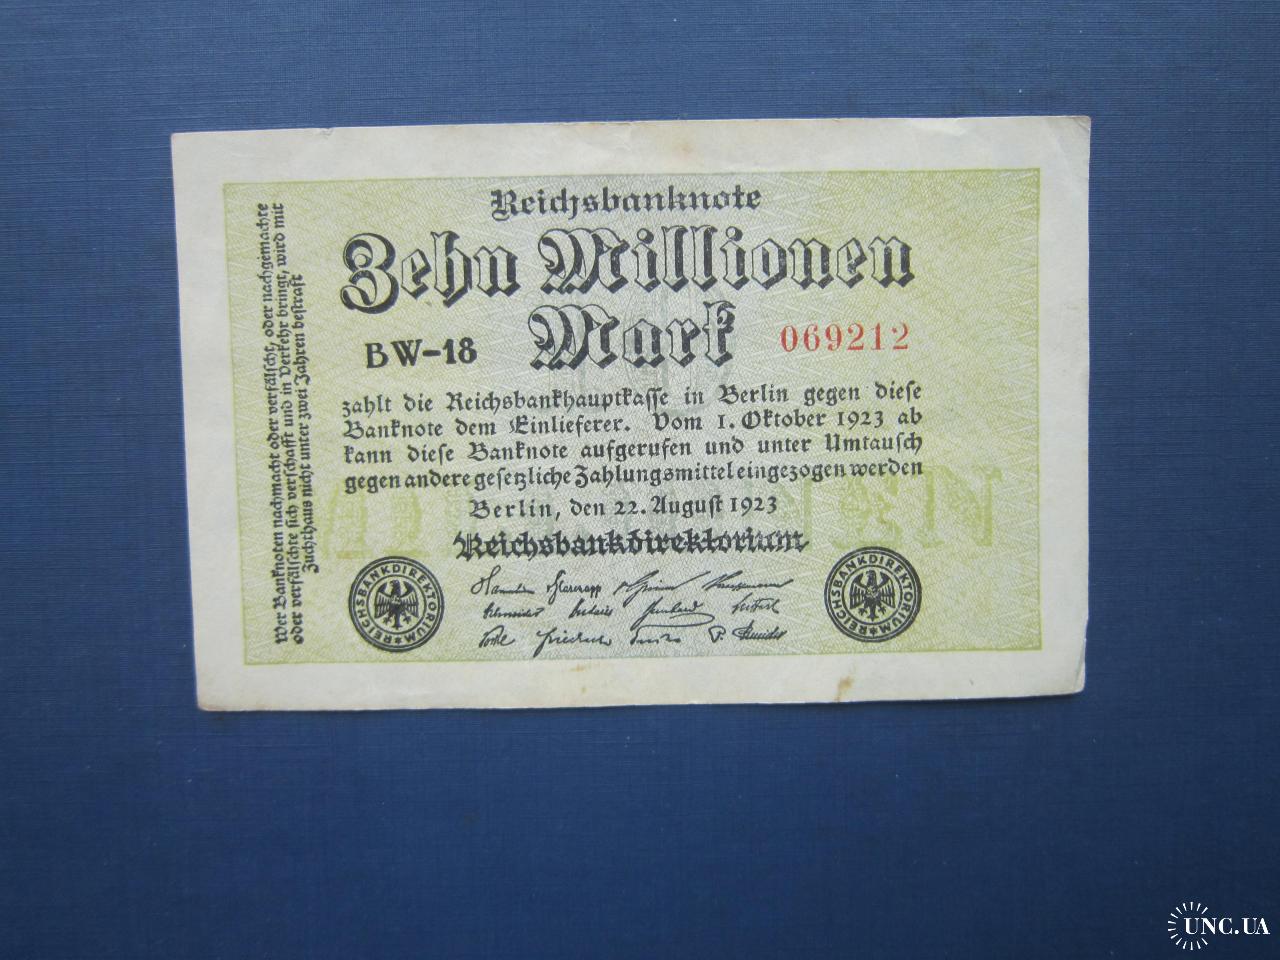 Reichsbanknote
Zehn Millionen
Mark
BW-18
069212
zahlt die Reichsbankhauptkasse in Berlin gegen diese
Banknote dem Einlieferer. Vom 1. Oktober 1923 ab
kann diese Banknote aufgerufen und unter Umtausch
gegen andere gesetzliche Zahlungsmittel eingezogen werden
Berlin, den 22. August 1923
Reichsbankdirektorium
Wer Banknoten nachmacht oder verfälscht, oder nachgemachte
oder verfälschte sich verschafft und in Verkehr bringt, wird mit
Zuchthaus nicht unter zwei Jahren bestraft
REICHSBANKDIREKTORIUM
REICHSBANKDIREKTORIUM
Schneider
Friedrich
P. Schneider
UNC.UA